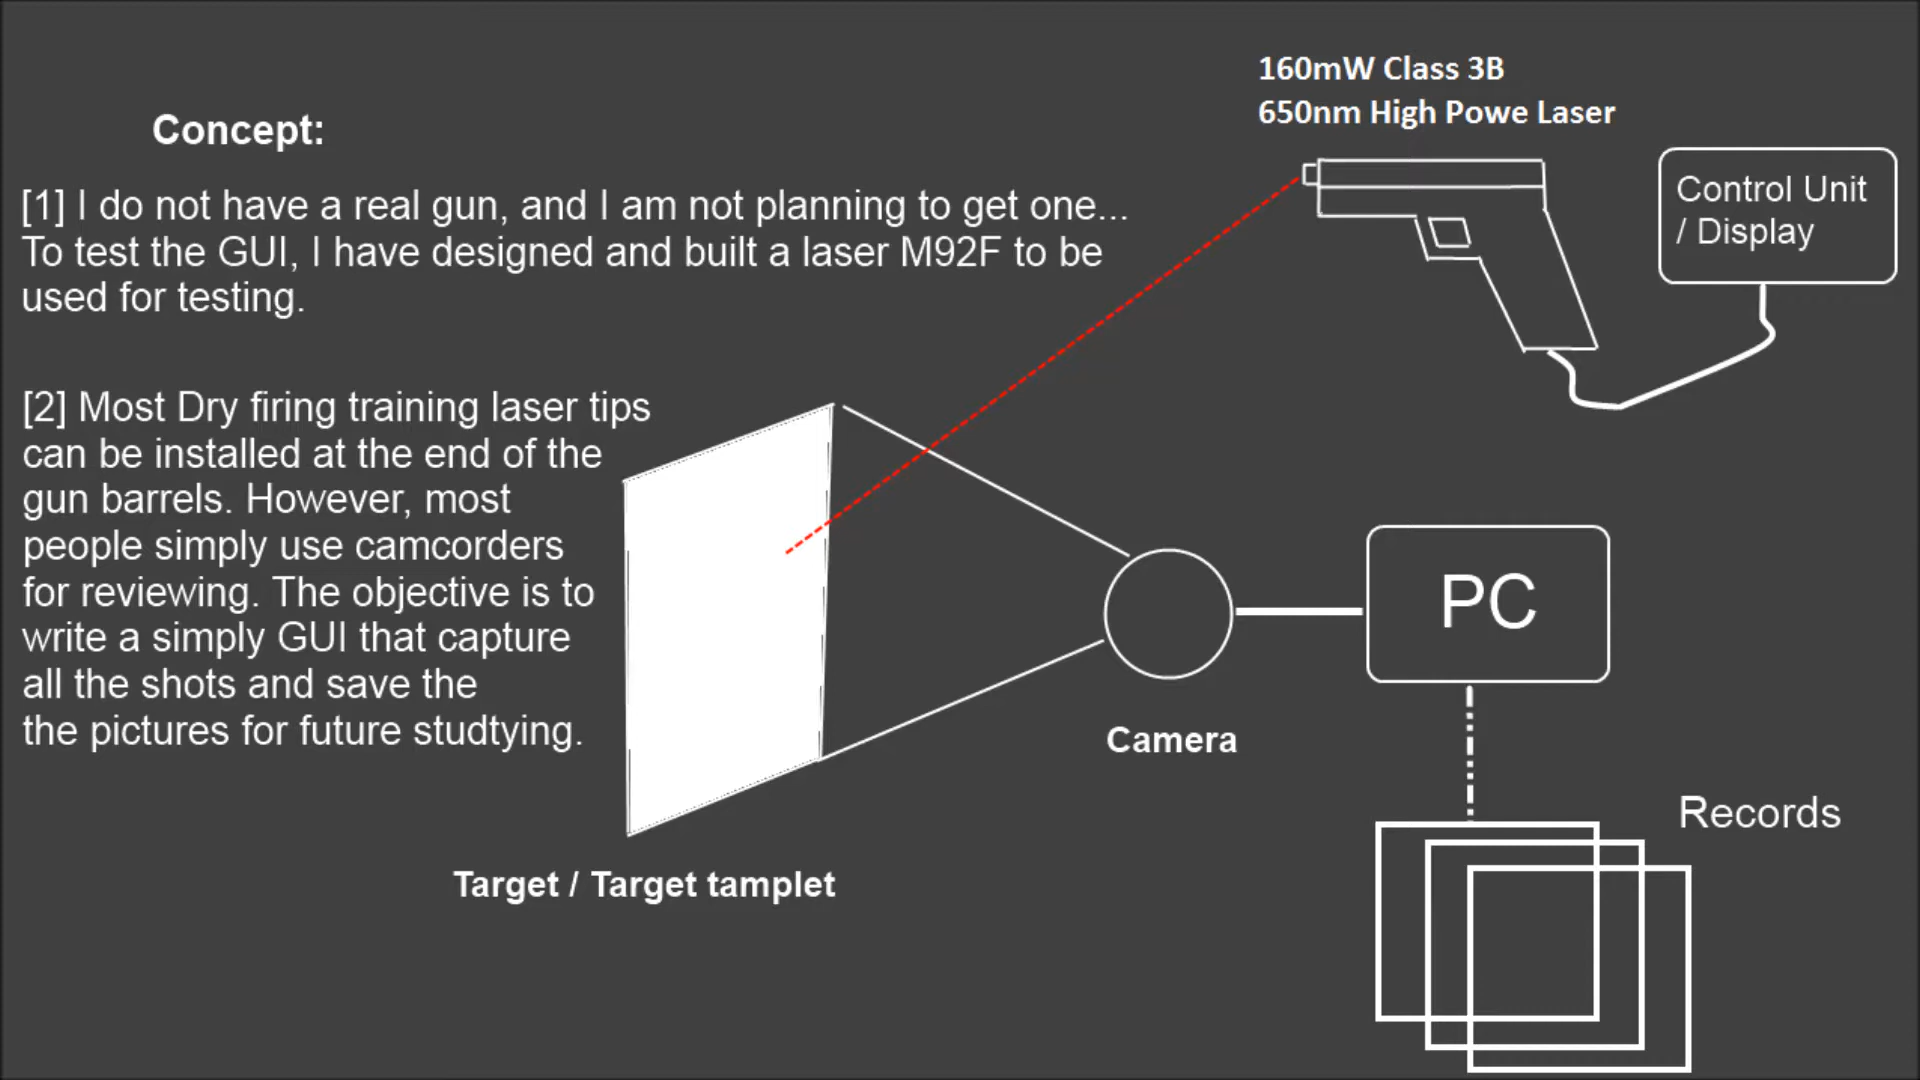 Concept:
[1] I do not have a real gun, and I am not planning to get one...
To test the GUI, I have designed and built a laser M92F to be
used for testing.
[2] Most Dry firing training laser tips
can be installed at the end of the
gun barrels. However, most
people simply use camcorders
for reviewing. The objective is to
write a simply GUI that capture
all the shots and save the
the pictures for future studtying.
160mW Class 3B
650nm High Powe Laser
Control Unit
/ Display
PC
Camera
Records
Target / Target tamplet